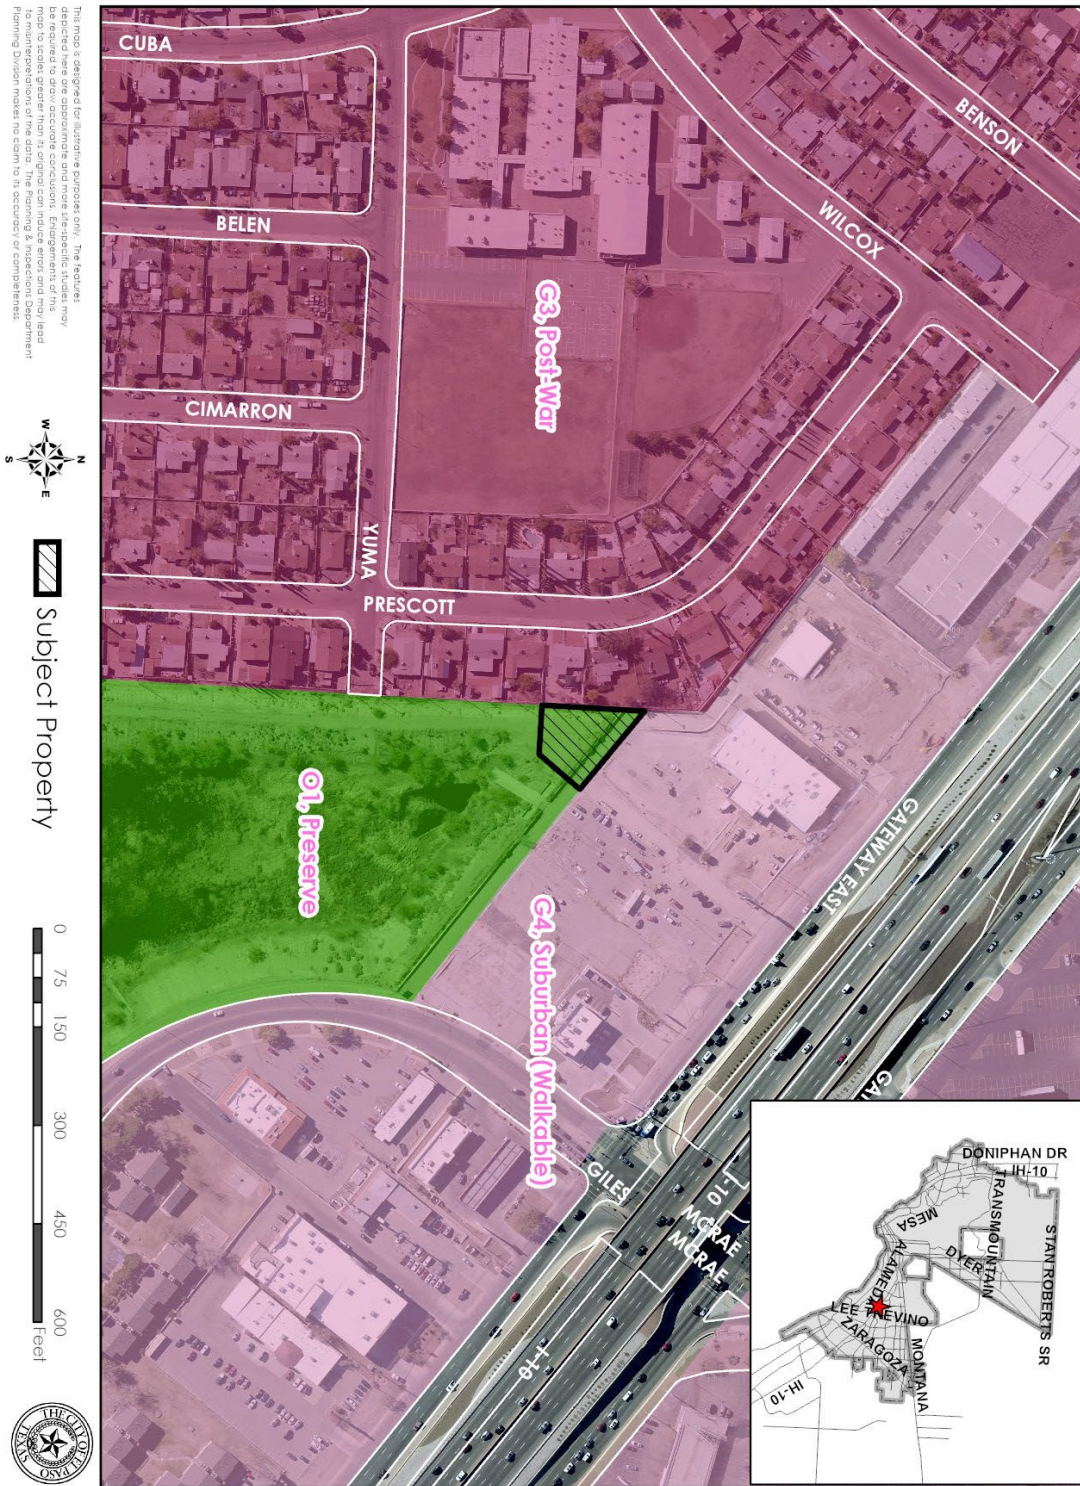 CUBA
BENSON
BELEN
WILCOX
G3, Post-War
CIMARRON
YUMA
PRESCOTT
O1, Preserve
GATEWAY EAST
G4, Suburban (Walkable)
GILES
MCRAE
MCRAE
I-10
DONIPHAN DR
IH-10
TRANSMOUNTAIN
STAN ROBERTS SR
MESA
DYER
ALAMEDA
LEE TREVINO
ZARAGOZA
MONTANA
IH-10
This map is designed for illustrative purposes only. The features
depicted here are approximate and more site-specific studies may
be required to draw accurate conclusions. Enlargements of this
map to scales greater than its original can induce errors and may lead
to misinterpretations of the data. The Planning & Inspections Department
Planning Division makes no claim to its accuracy or completeness.
N
W
E
S
Subject Property
0 75 150 300 450 600
Feet
THE CITY OF EL PASO
TEXAS